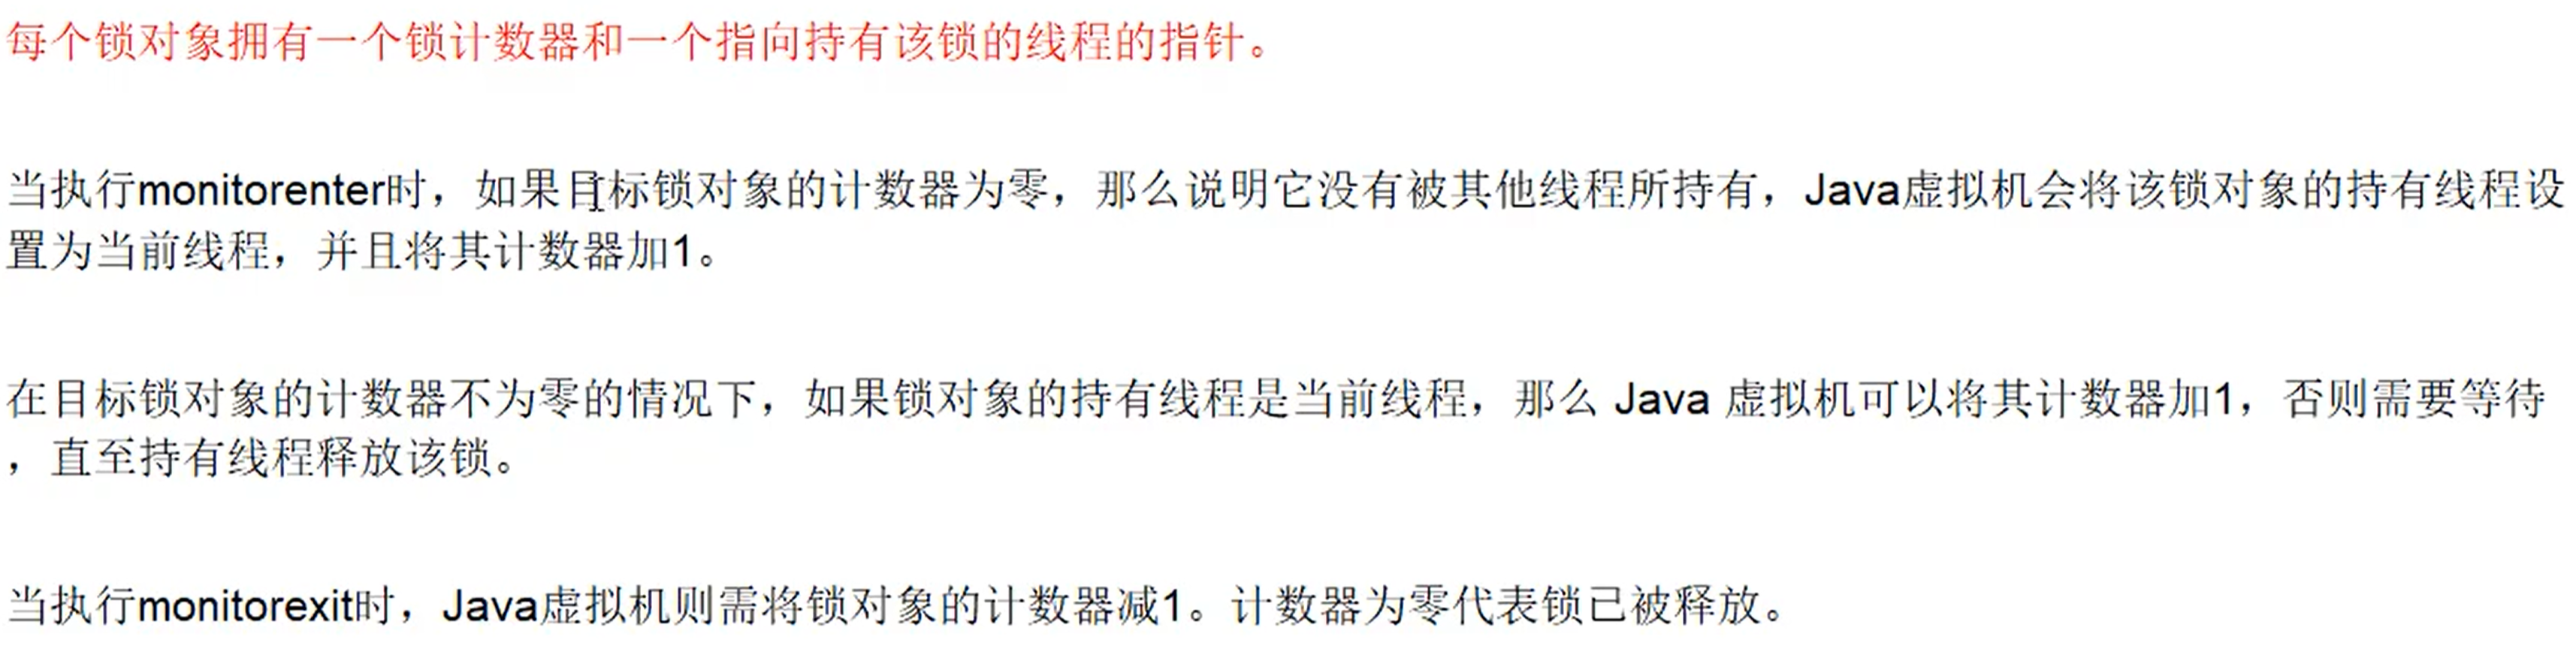 每个锁对象拥有一个锁计数器和一个指向持有该锁的线程的指针。
当执行monitorenter时，如果目标锁对象的计数器为零，那么说明它没有被其他线程所持有，Java虚拟机会将该锁对象的持有线程设
置为当前线程，并且将其计数器加1。
在目标锁对象的计数器不为零的情况下，如果锁对象的持有线程是当前线程，那么 Java 虚拟机可以将其计数器加1，否则需要等待
，直至持有线程释放该锁。
当执行monitorexit时，Java虚拟机则需将锁对象的计数器减1。计数器为零代表锁已被释放。